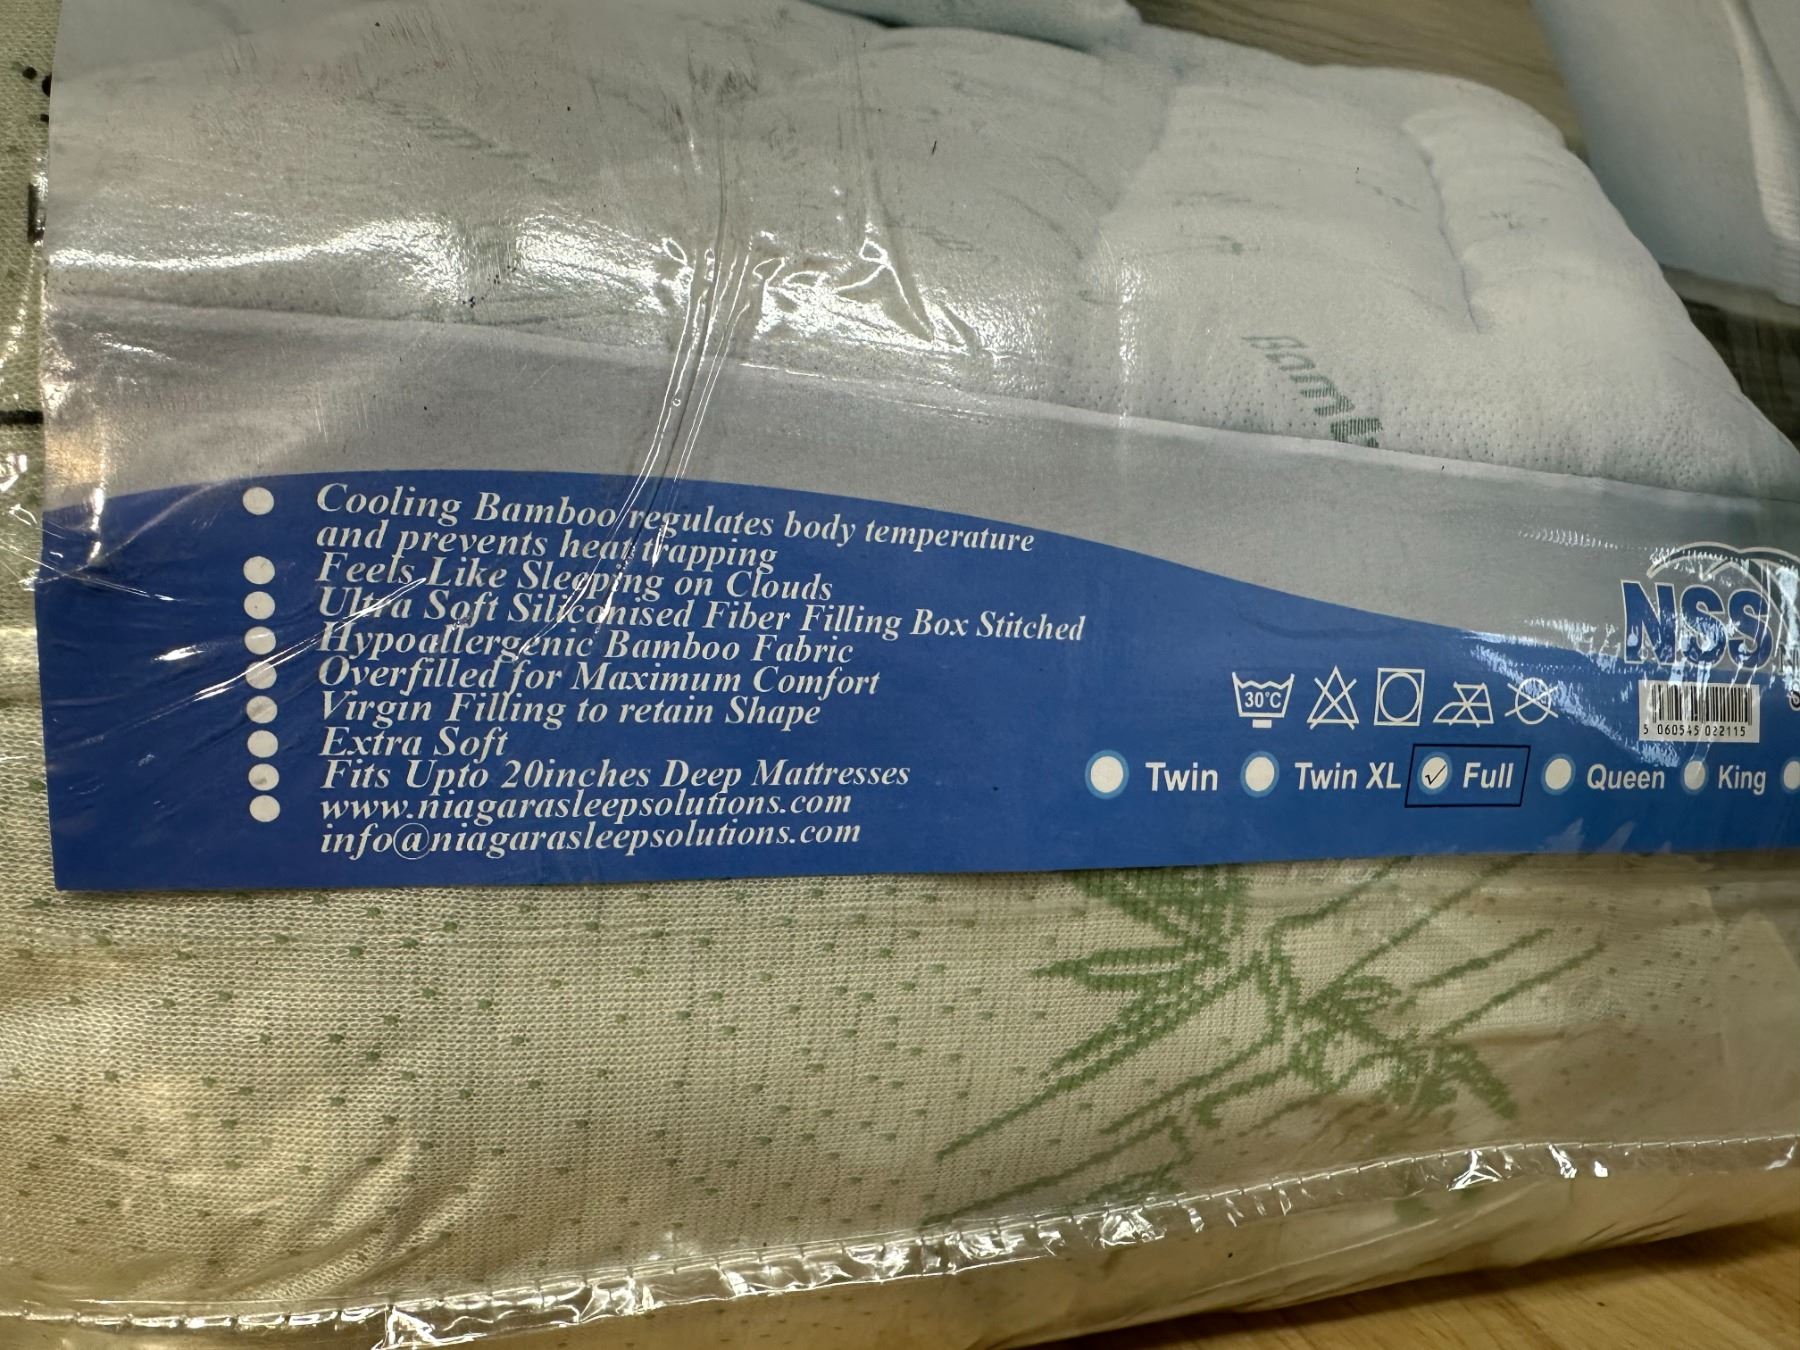 Cooling Bamboo regulates body temperature
and prevents heat trapping
Feels Like Sleeping on Clouds
Ultra Soft Siliconised Fiber Filling Box Stitched
Hypoallergenic Bamboo Fabric
Overfilled for Maximum Comfort
Virgin Filling to retain Shape
Extra Soft
Fits Upto 20inches Deep Mattresses
www.niagarasleepsolutions.com
info@niagarasleepsolutions.com
NSS
30°C
5 060545 022115
Twin Twin XL Full Queen King